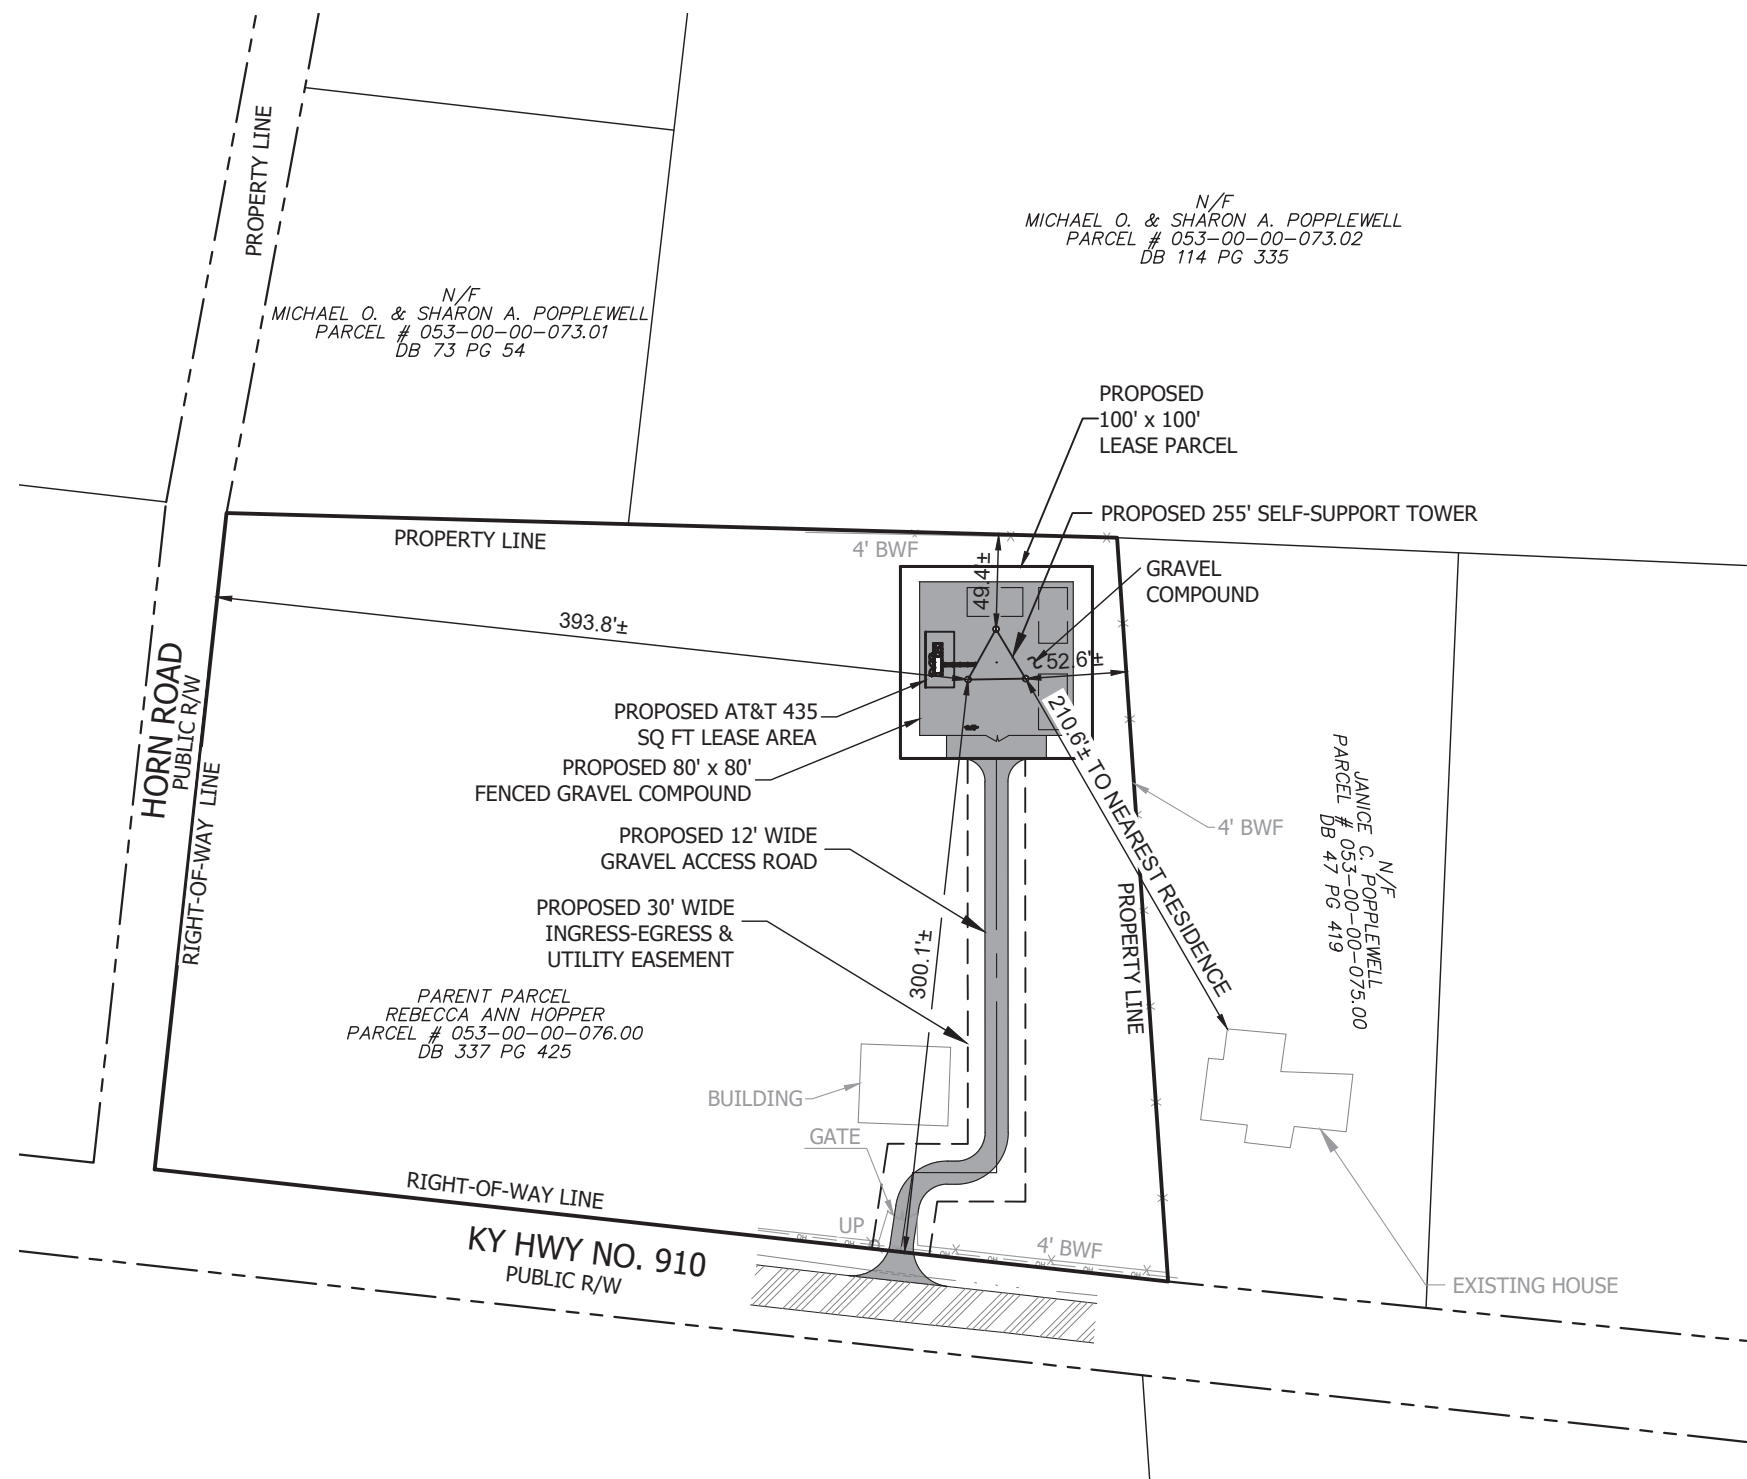 PROPERTY LINE
N/F
MICHAEL O. & SHARON A. POPPLEWELL
PARCEL # 053-00-00-073.02
DB 114 PG 335
N/F
MICHAEL O. & SHARON A. POPPLEWELL
PARCEL # 053-00-00-073.01
DB 73 PG 54
PROPOSED
100' x 100'
LEASE PARCEL
PROPOSED 255' SELF-SUPPORT TOWER
PROPERTY LINE
4' BWF
49.4'±
GRAVEL
COMPOUND
393.8'±
52.6'±
HORN ROAD
PUBLIC R/W
RIGHT-OF-WAY LINE
PROPOSED AT&T 435
SQ FT LEASE AREA
PROPOSED 80' x 80'
FENCED GRAVEL COMPOUND
210.6'± TO NEAREST RESIDENCE
N/F
JANICE C. POPPLEWELL
PARCEL # 053-00-00-075.00
DB 47 PG 419
4' BWF
PROPOSED 12' WIDE
GRAVEL ACCESS ROAD
PROPERTY LINE
PROPOSED 30' WIDE
INGRESS-EGRESS &
UTILITY EASEMENT
300.1'±
PARENT PARCEL
REBECCA ANN HOPPER
PARCEL # 053-00-00-076.00
DB 337 PG 425
BUILDING
GATE
RIGHT-OF-WAY LINE
UP
4' BWF
OH
OH
OH
OH
OH
OH
OH
KY HWY NO. 910
PUBLIC R/W
EXISTING HOUSE